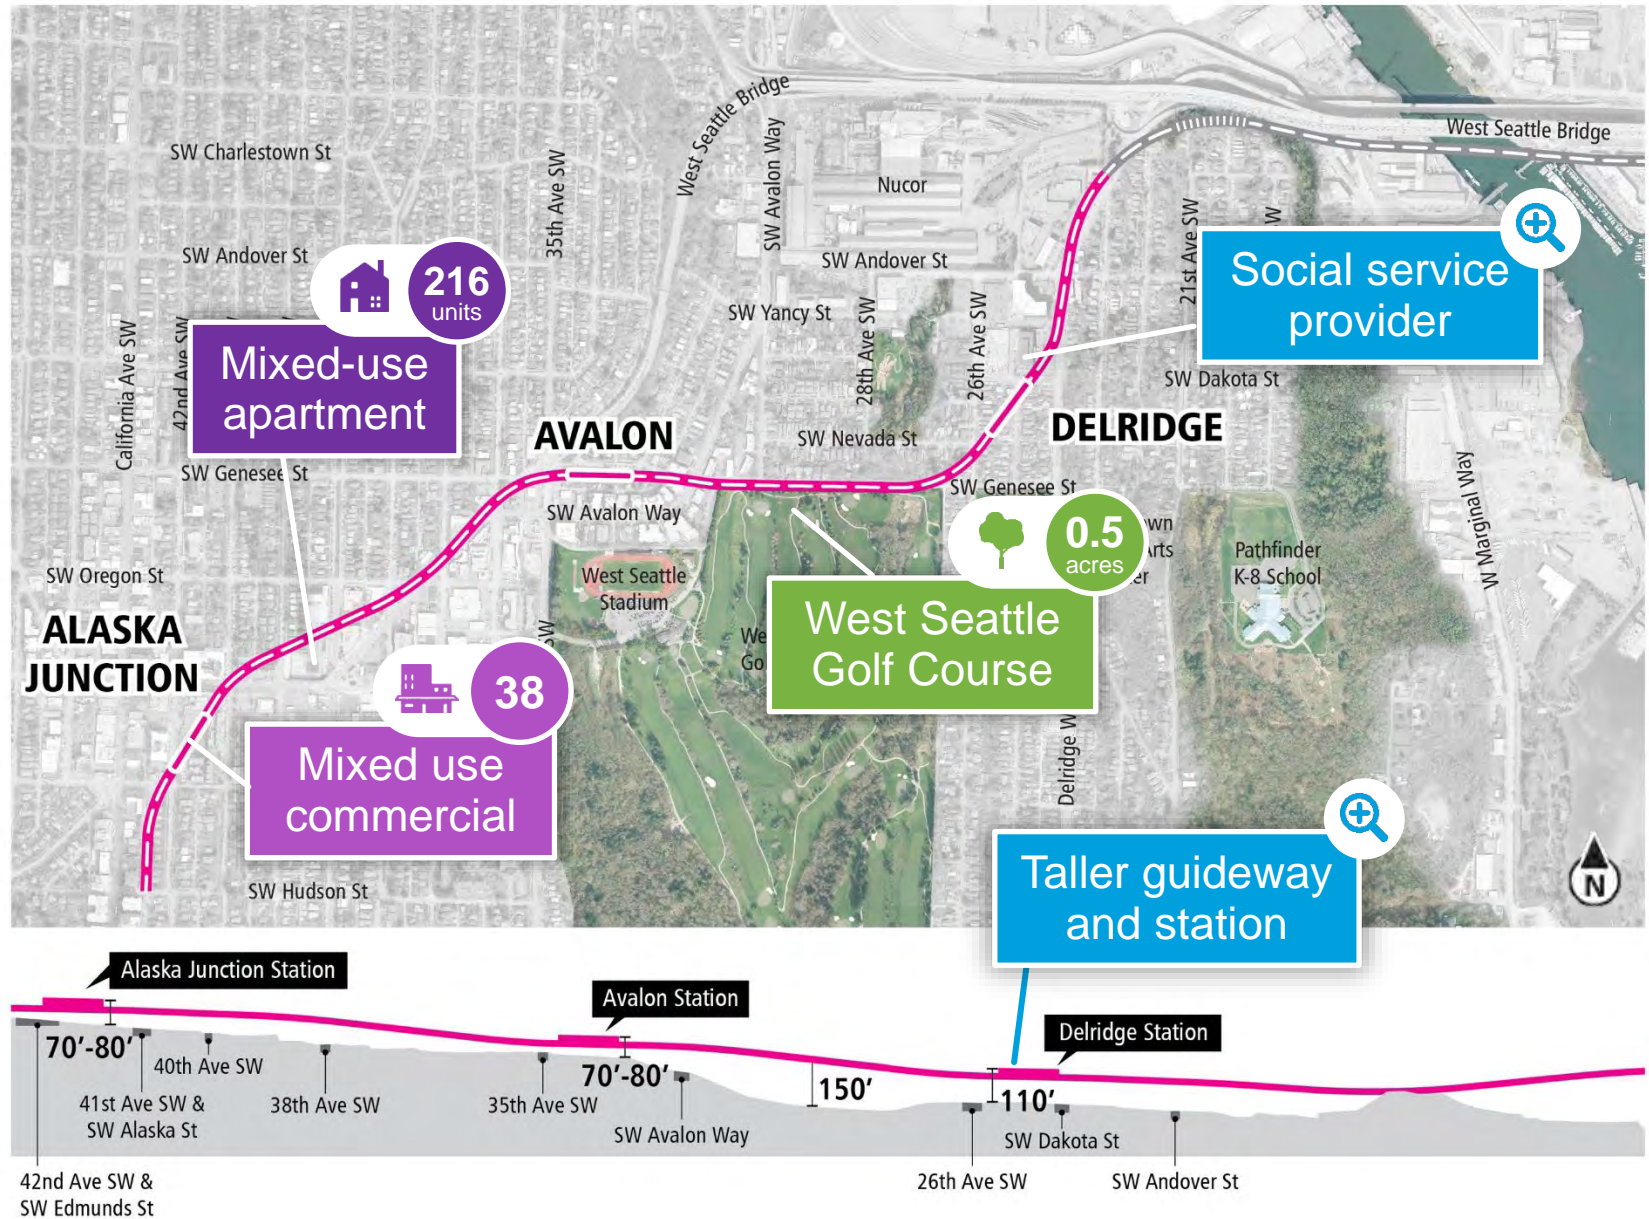 West Seattle Bridge
West Seattle Bridge
SW Charlestown St
35th Ave SW
SW Avalon Way
Nucor
SW Andover St
SW Andover St
21st Ave SW
SW
216
units
Mixed-use
apartment
Social service
provider
SW Yancy St
28th Ave SW
26th Ave SW
California Ave SW
42nd Ave SW
SW Dakota St
AVALON
DELRIDGE
SW Nevada St
SW Genesee St
SW Genesee St
W Marginal Way
SW Avalon Way
0.5
acres
own
Arts
er
Pathfinder
K-8 School
SW Oregon St
West Seattle
Stadium
West Seattle
Golf Course
We
Go
SW
ALASKA
JUNCTION
38
Mixed use
commercial
Delridge W
Taller guideway
and station
SW Hudson St
N
Alaska Junction Station
Avalon Station
Delridge Station
70'-80'
40th Ave SW
70'-80'
150'
110'
41st Ave SW &
SW Alaska St
38th Ave SW
35th Ave SW
SW Avalon Way
SW Dakota St
42nd Ave SW &
SW Edmunds St
26th Ave SW
SW Andover St